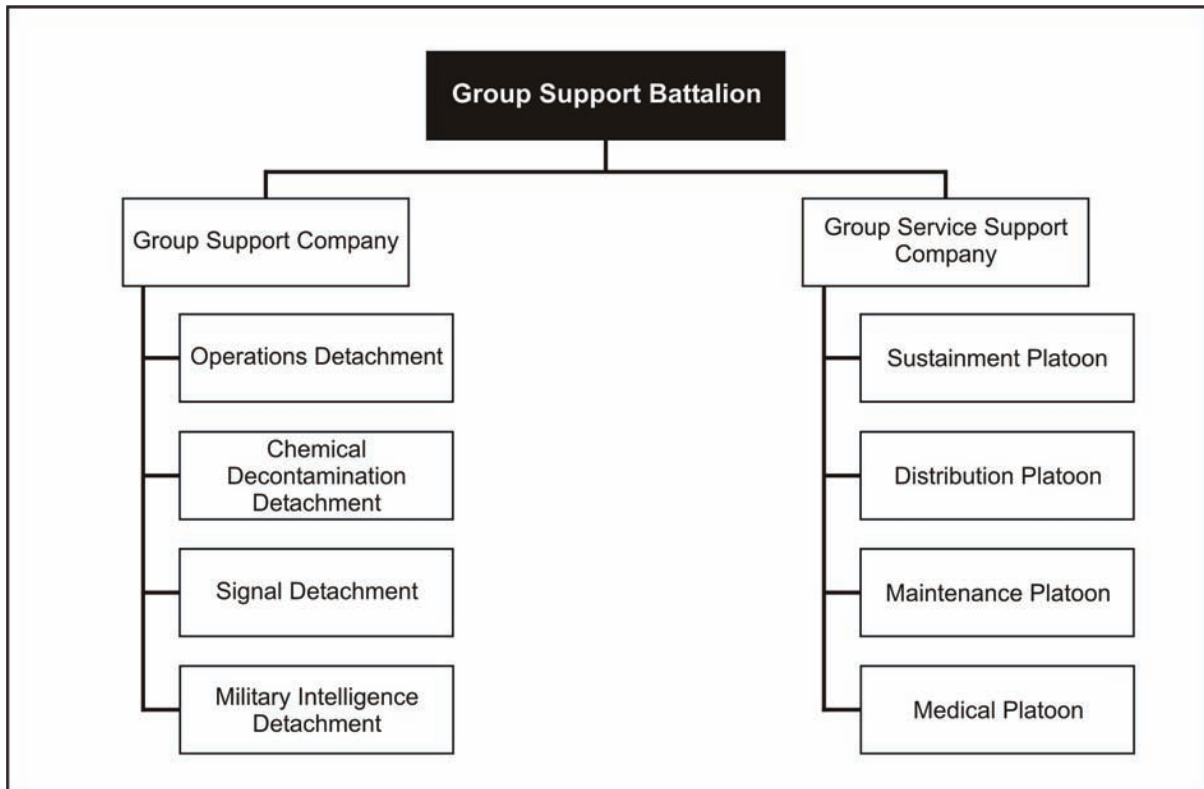 Group Support Battalion
Group Support Company
Operations Detachment
Chemical
Decontamination
Detachment
Signal Detachment
Military Intelligence
Detachment
Group Service Support
Company
Sustainment Platoon
Distribution Platoon
Maintenance Platoon
Medical Platoon